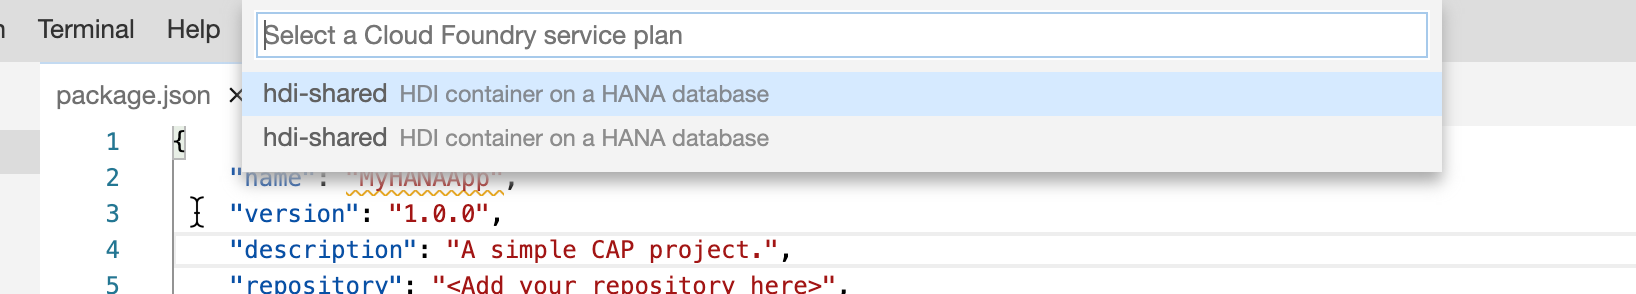 Terminal Help
Select a Cloud Foundry service plan
package.json ×
hdi-shared HDI container on a HANA database
hdi-shared HDI container on a HANA database
1 {
2 "name": "MyHANAApp",
3 "version": "1.0.0",
4 "description": "A simple CAP project.",
5 "repository": "<Add your repository here>",